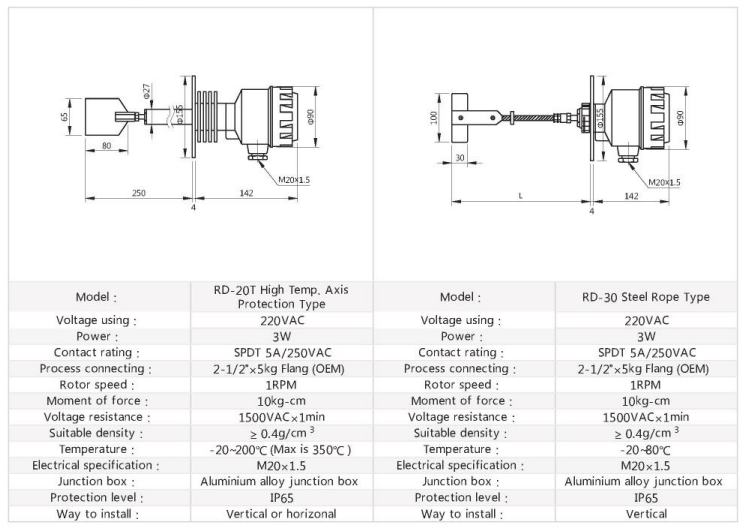 65
80
Φ27
Φ155
Φ90
M20×1.5
250
142
4
100
30
Φ155
Φ90
M20×1.5
L
142
4
Model : RD-20T High Temp. Axis
Protection Type
Voltage using : 220VAC
Power : 3W
Contact rating : SPDT 5A/250VAC
Process connecting : 2-1/2"×5kg Flang (OEM)
Rotor speed : 1RPM
Moment of force : 10kg-cm
Voltage resistance : 1500VAC×1min
Suitable density : ≥ 0.4g/cm 3
Temperature : -20~200℃ (Max is 350℃ )
Electrical specification : M20×1.5
Junction box : Aluminium alloy junction box
Protection level : IP65
Way to install : Vertical or horizonal
Model : RD-30 Steel Rope Type
Voltage using : 220VAC
Power : 3W
Contact rating : SPDT 5A/250VAC
Process connecting : 2-1/2"×5kg Flang (OEM)
Rotor speed : 1RPM
Moment of force : 10kg-cm
Voltage resistance : 1500VAC×1min
Suitable density : ≥ 0.4g/cm 3
Temperature : -20~80℃
Electrical specification : M20×1.5
Junction box : Aluminium alloy junction box
Protection level : IP65
Way to install : Vertical